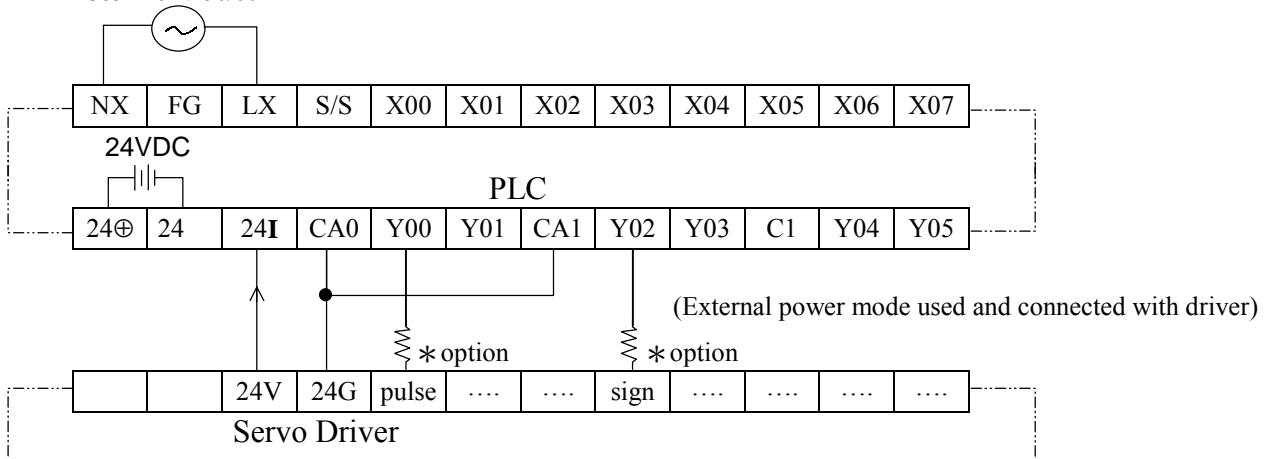 NX FG LX S/S X00 X01 X02 X03 X04 X05 X06 X07
24VDC
PLC
24⊕ 24 24I CA0 Y00 Y01 CA1 Y02 Y03 C1 Y04 Y05
(External power mode used and connected with driver)
*option *option
24V 24G pulse .... .... sign .... .... .... ....
Servo Driver